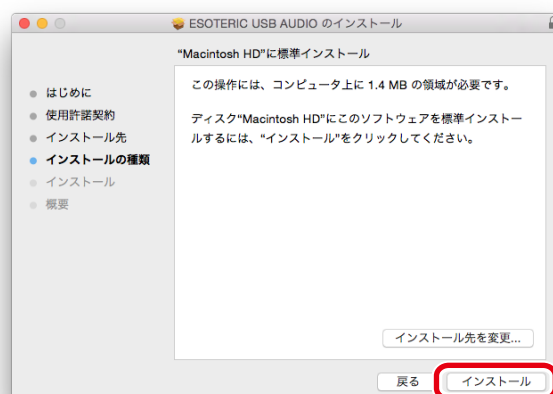 ESOTERIC USB AUDIO のインストール
“Macintosh HD”に標準インストール
はじめに
使用許諾契約
インストール先
インストールの種類
インストール
概要
この操作には、コンピュータ上に 1.4 MB の領域が必要です。
ディスク“Macintosh HD”にこのソフトウェアを標準インストー
ルするには、“インストール”をクリックしてください。
インストール先を変更...
戻る
インストール